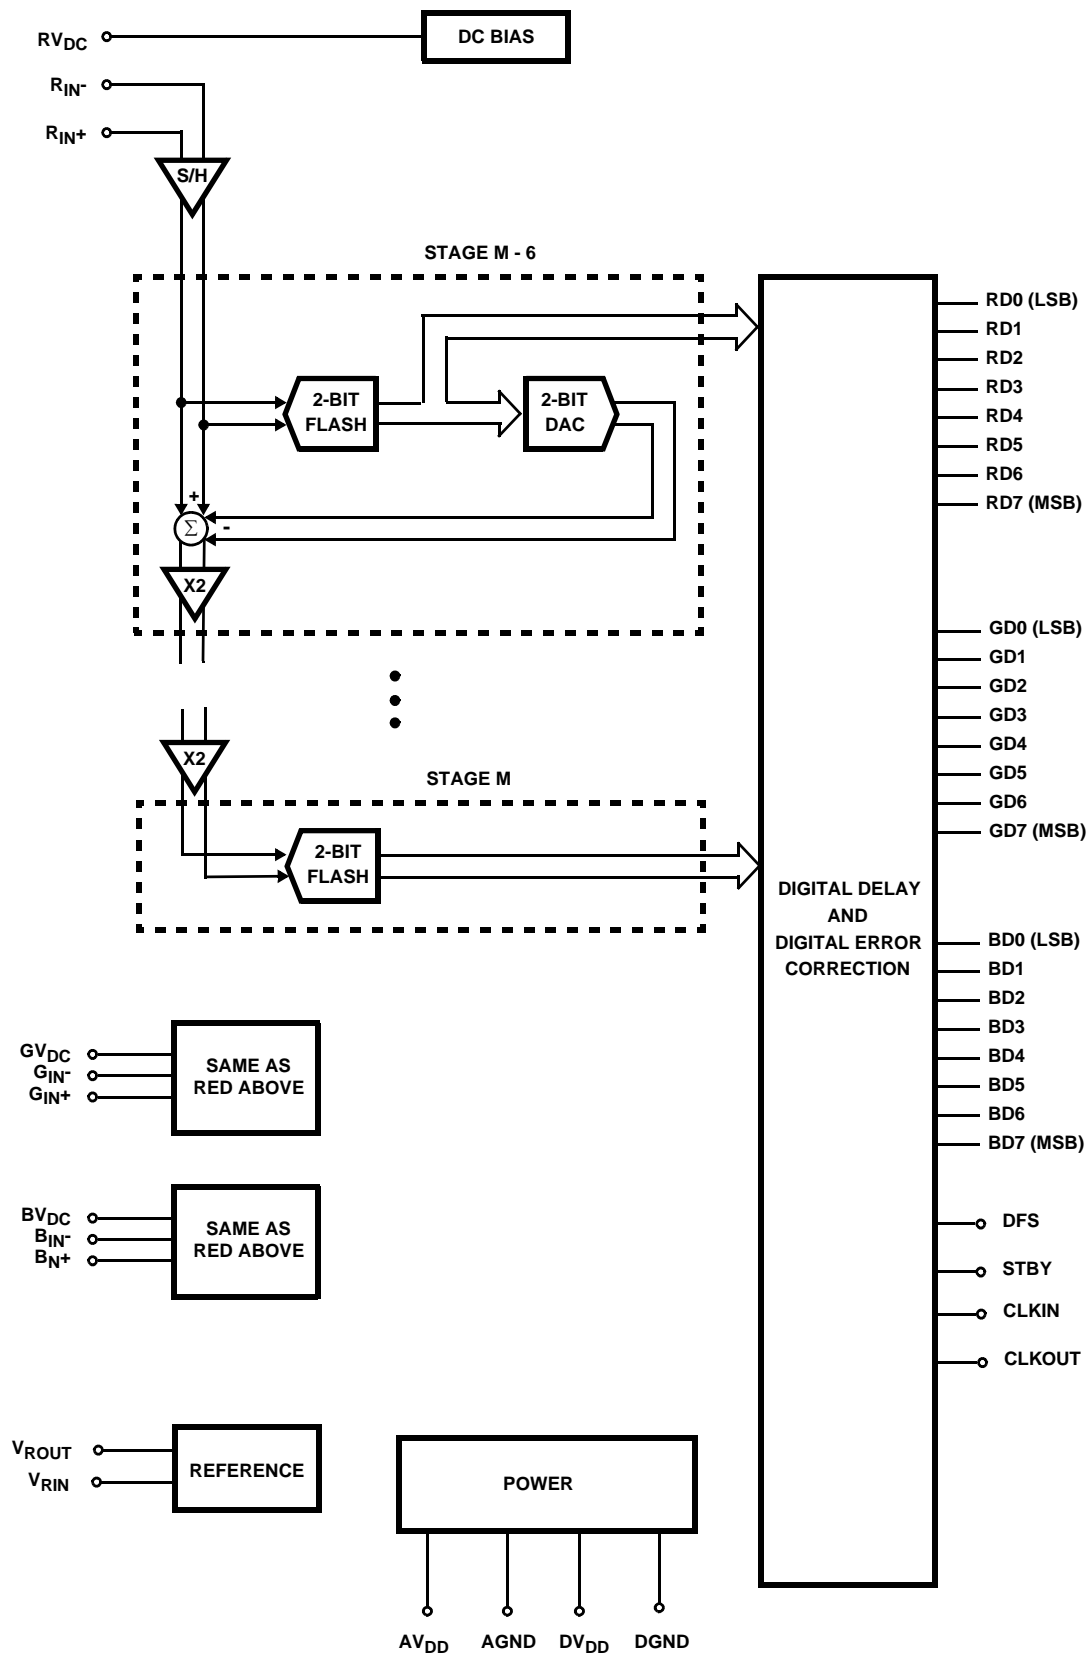 RVDC
DC BIAS
RIN-
RIN+
S/H
STAGE M - 6
2-BIT
FLASH
2-BIT
DAC
+
Σ
-
X2
X2
STAGE M
2-BIT
FLASH
DIGITAL DELAY
AND
DIGITAL ERROR
CORRECTION
RD0 (LSB)
RD1
RD2
RD3
RD4
RD5
RD6
RD7 (MSB)
GD0 (LSB)
GD1
GD2
GD3
GD4
GD5
GD6
GD7 (MSB)
BD0 (LSB)
BD1
BD2
BD3
BD4
BD5
BD6
BD7 (MSB)
DFS
STBY
CLKIN
CLKOUT
GVDC
GIN-
GIN+
SAME AS
RED ABOVE
BVDC
BIN-
BN+
SAME AS
RED ABOVE
VROUT
VRIN
REFERENCE
POWER
AVDD
AGND
DVDD
DGND